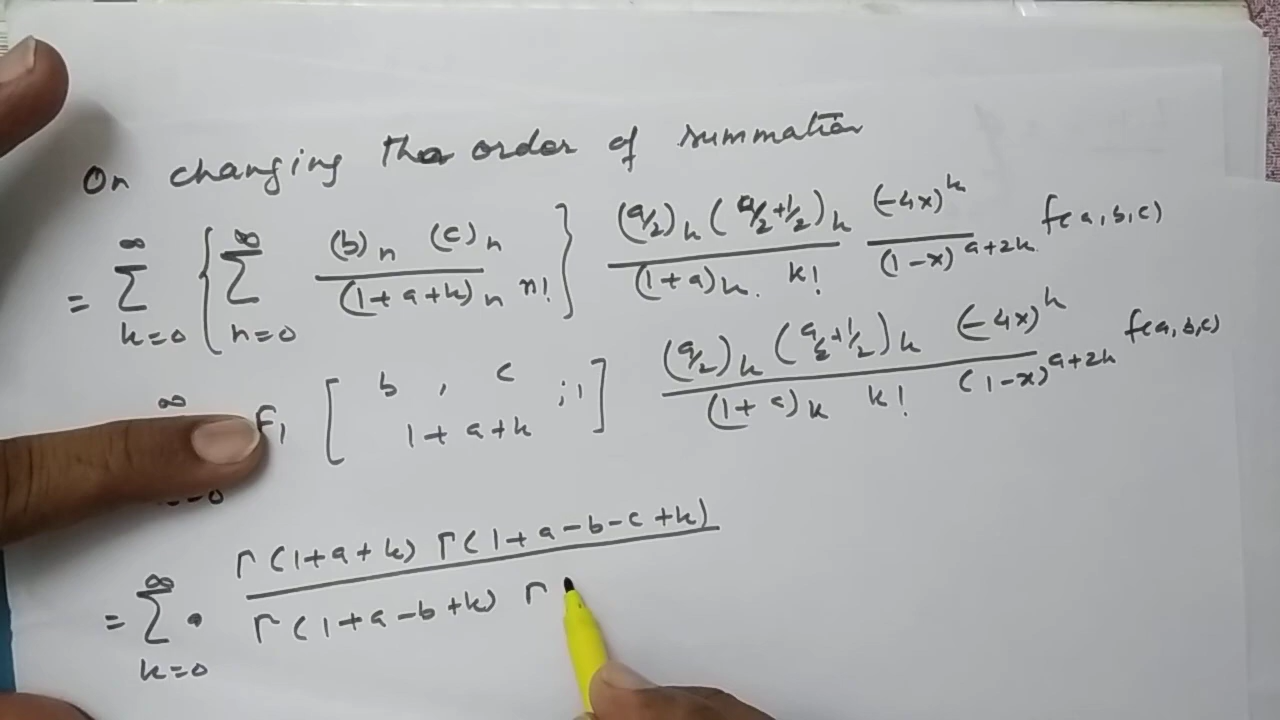 On changing the order of summation
= ∑_{k=0}^{∞} { ∑_{n=0}^{∞} (b)_n (c)_n / (1+a+k)_n n! } (a/2)_k (a/2+1/2)_k / (1+a)_k k! (-4x)^k / (1-x)^{a+2k} f(a,b,c)
∞ F_1 [ b , c ; 1+a+k ; 1 ] (a/2)_k (a/2+1/2)_k (-4x)^k / (1+a)_k k! (1-x)^{a+2k} f(a,b,c)
= ∑_{k=0}^{∞} Γ(1+a+k) Γ(1+a-b-c+k) / Γ(1+a-b+k) Γ